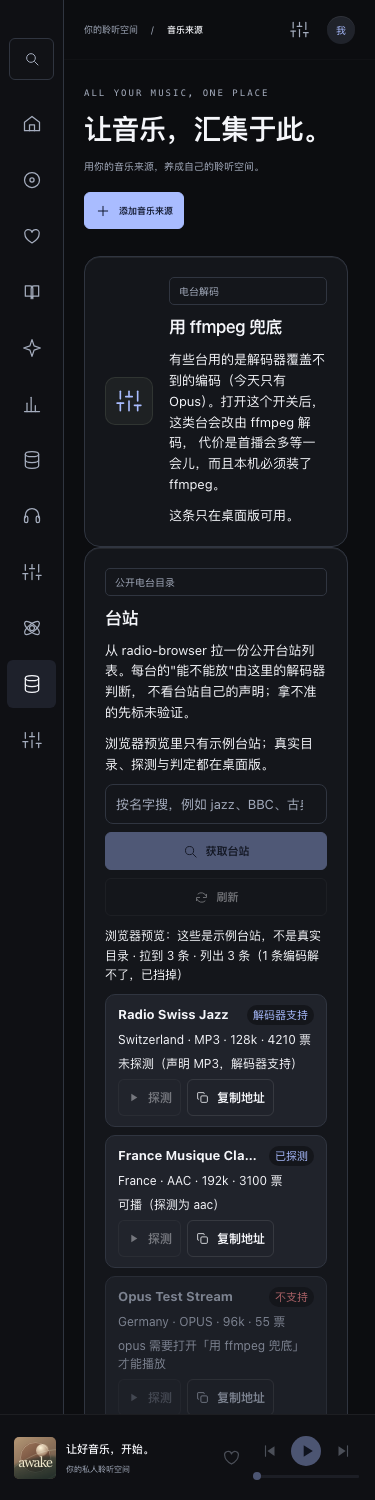 你的聆听空间 / 音乐来源
我
ALL YOUR MUSIC, ONE PLACE
让音乐，汇集于此。
用你的音乐来源，养成自己的聆听空间。
添加音乐来源
电台解码
用 ffmpeg 兜底
有些台用的是解码器覆盖不
到的编码（今天只有
Opus）。打开这个开关后，
这类台会改由 ffmpeg 解
码， 代价是首播会多等一
会儿，而且本机必须装了
ffmpeg。
这条只在桌面版可用。
公开电台目录
台站
从 radio-browser 拉一份公开台站列
表。每台的"能不能放"由这里的解码器
判断， 不看台站自己的声明；拿不准
的先标未验证。
浏览器预览里只有示例台站；真实目
录、探测与判定都在桌面版。
按名字搜，例如 jazz、BBC、古
获取台站
刷新
浏览器预览：这些是示例台站，不是真实
目录 · 拉到 3 条 · 列出 3 条（1 条编码解
不了，已挡掉）
Radio Swiss Jazz 解码器支持
Switzerland · MP3 · 128k · 4210 票
未探测（声明 MP3，解码器支持）
探测 复制地址
France Musique Cla... 已探测
France · AAC · 192k · 3100 票
可播（探测为 aac）
探测 复制地址
Opus Test Stream 不支持
Germany · OPUS · 96k · 55 票
opus 需要打开「用 ffmpeg 兜底」
才能播放
探测 复制地址
awake
让好音乐，开始。
你的私人聆听空间